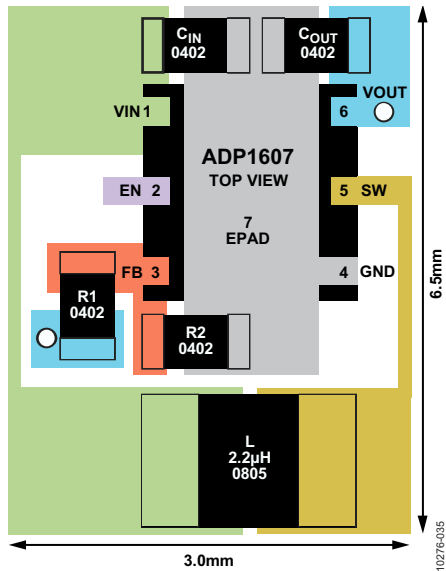 CIN
0402
COUT
0402
VOUT
VIN 1
6
ADP1607
TOP VIEW
EN 2
5 SW
7
EPAD
FB 3
4 GND
R1
0402
R2
0402
L
2.2µH
0805
6.5mm
3.0mm
10276-035